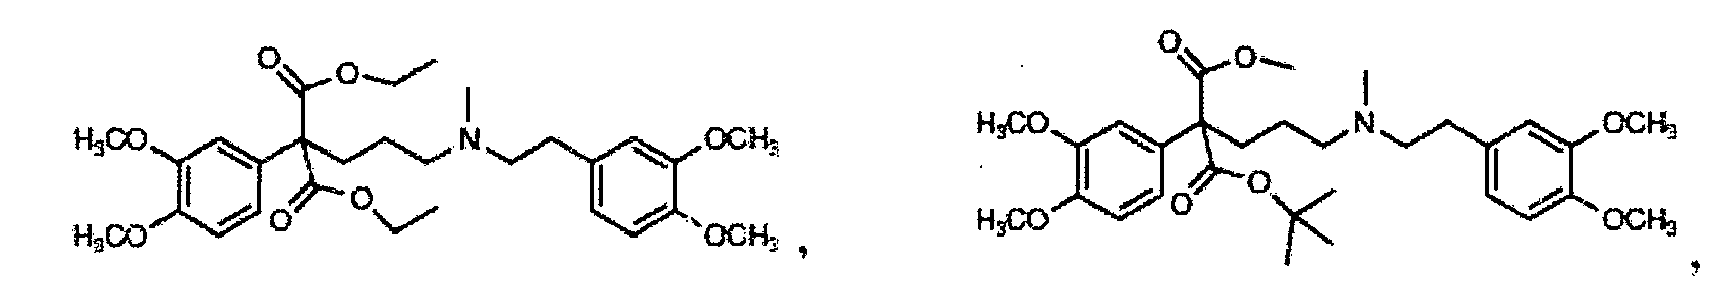 O O O O
H₃CO N OCH₃ H₃CO N OCH₃
O O O O
H₃CO OCH₃ , H₃CO OCH₃ ,